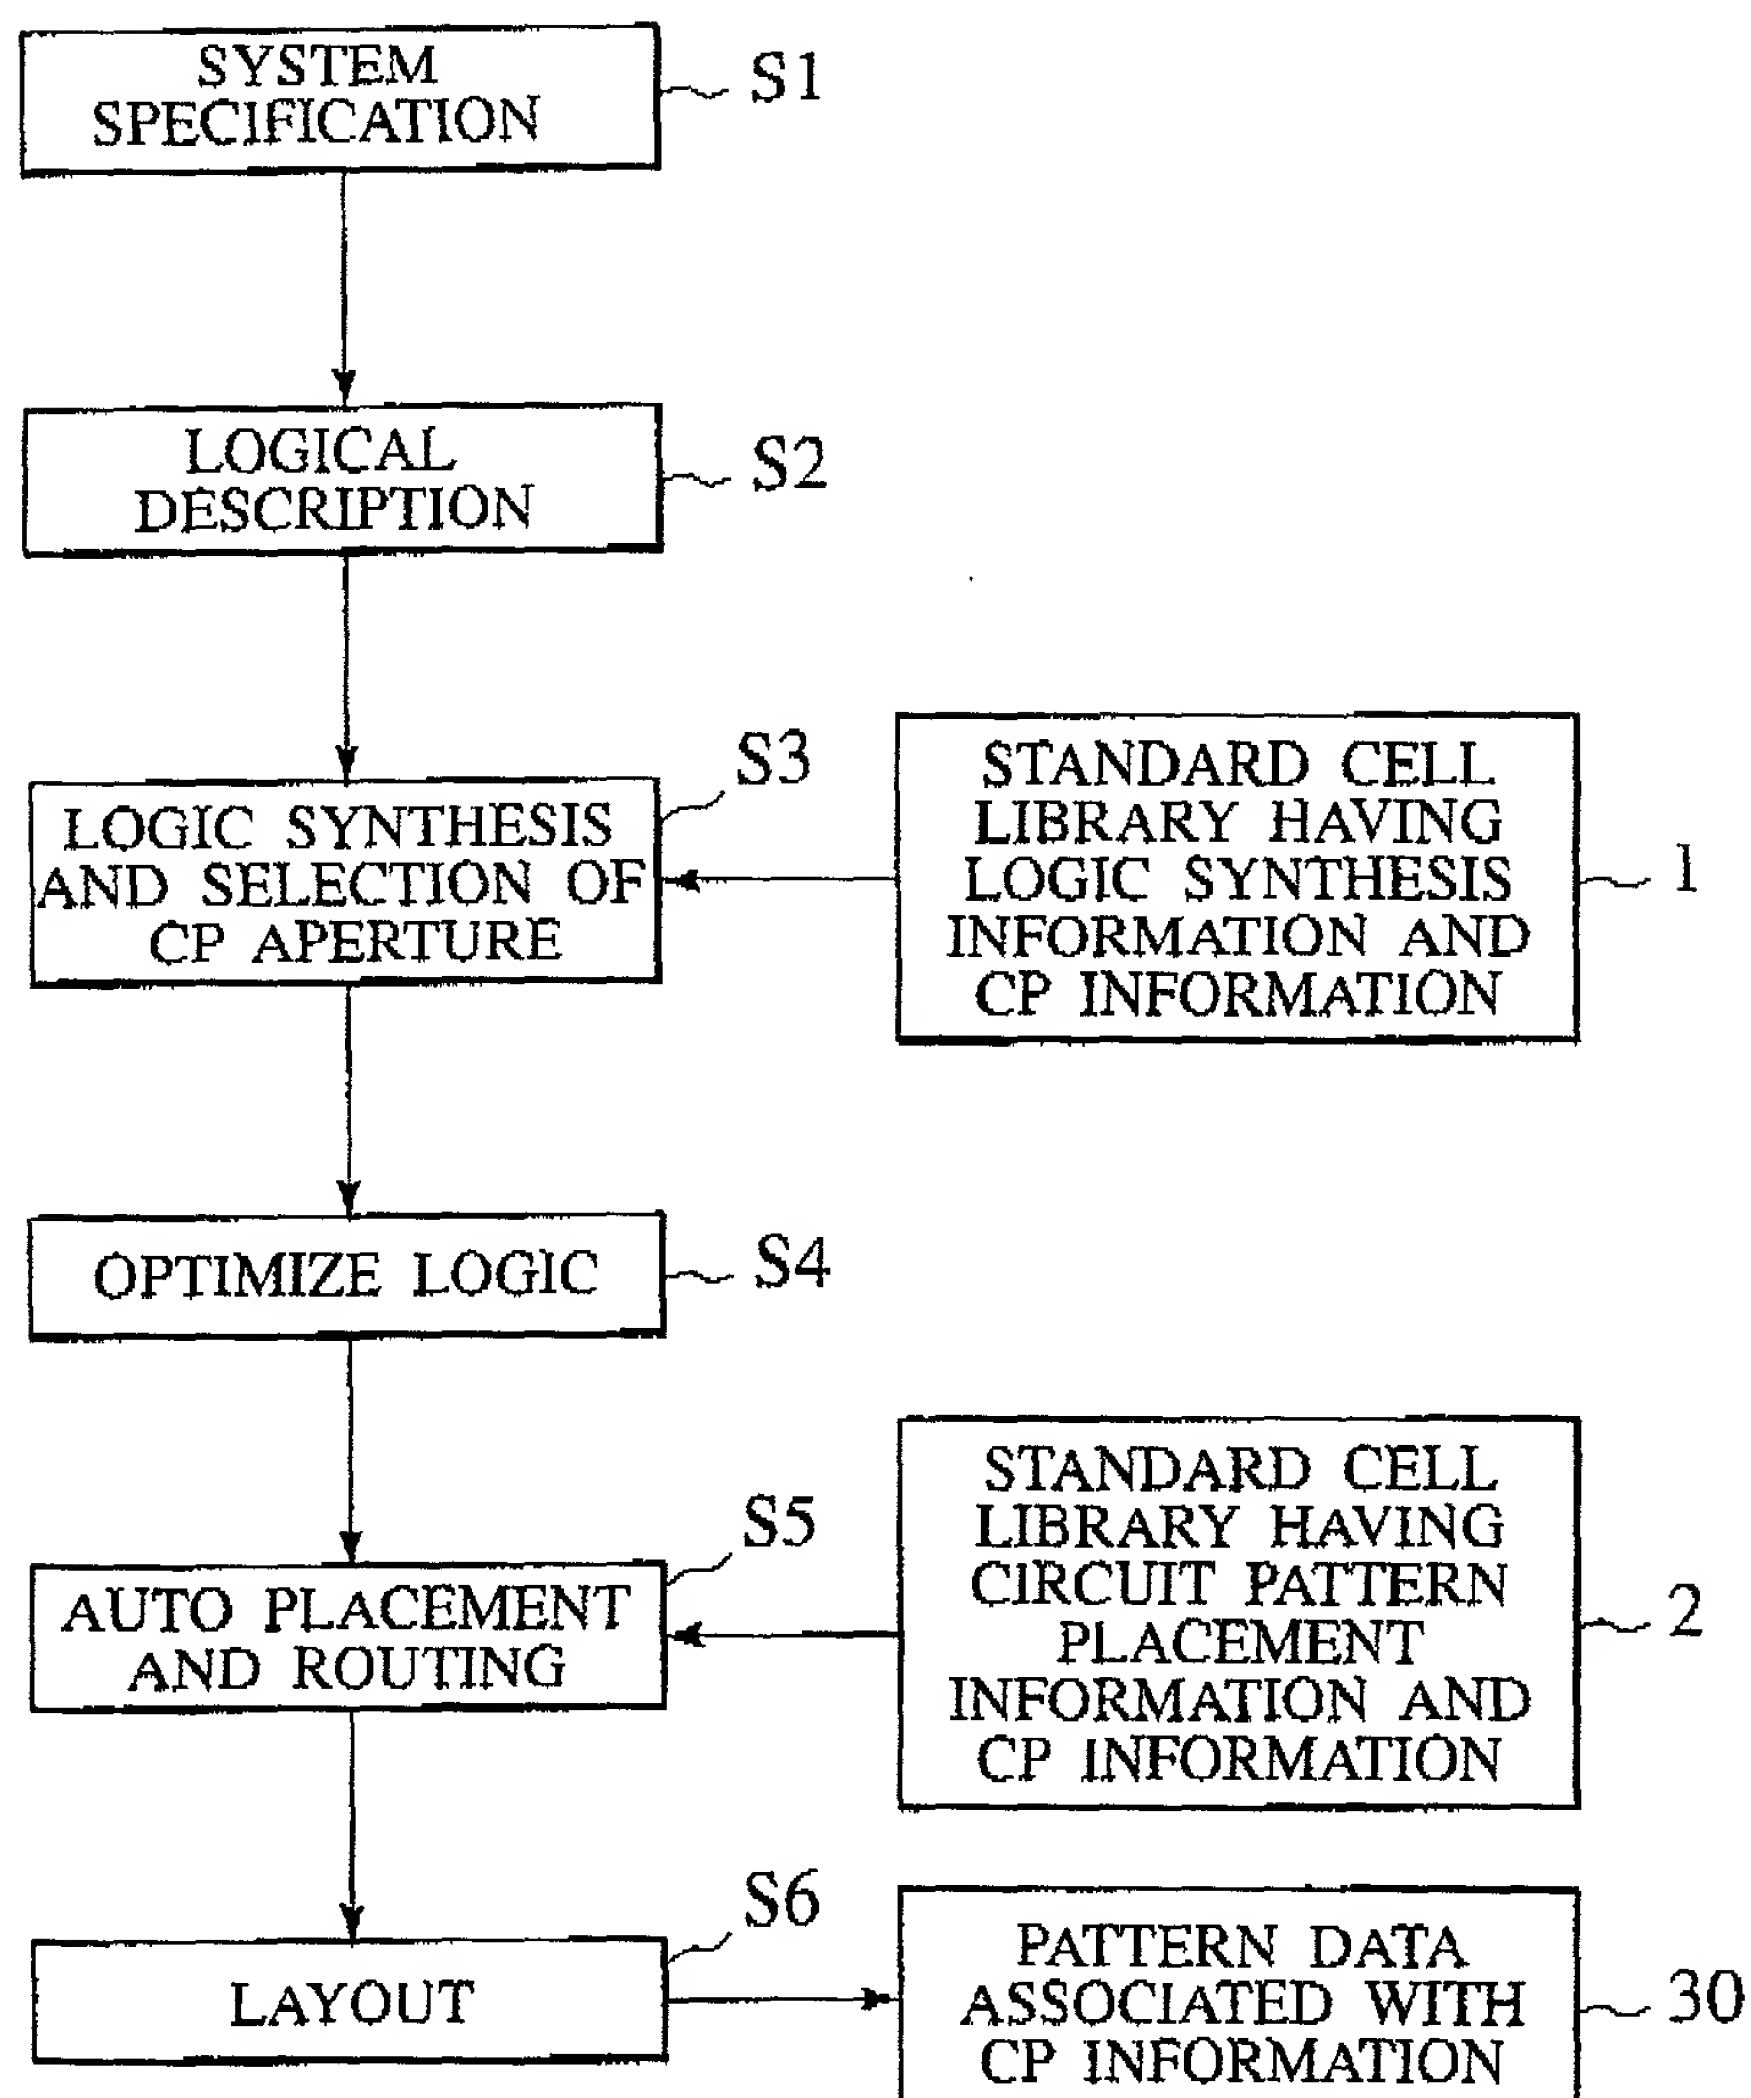 SYSTEM
SPECIFICATION
S1
LOGICAL
DESCRIPTION
S2
LOGIC SYNTHESIS
AND SELECTION OF
CP APERTURE
S3
STANDARD CELL
LIBRARY HAVING
LOGIC SYNTHESIS
INFORMATION AND
CP INFORMATION
1
OPTIMIZE LOGIC
S4
AUTO PLACEMENT
AND ROUTING
S5
STANDARD CELL
LIBRARY HAVING
CIRCUIT PATTERN
PLACEMENT
INFORMATION AND
CP INFORMATION
2
LAYOUT
S6
PATTERN DATA
ASSOCIATED WITH
CP INFORMATION
30